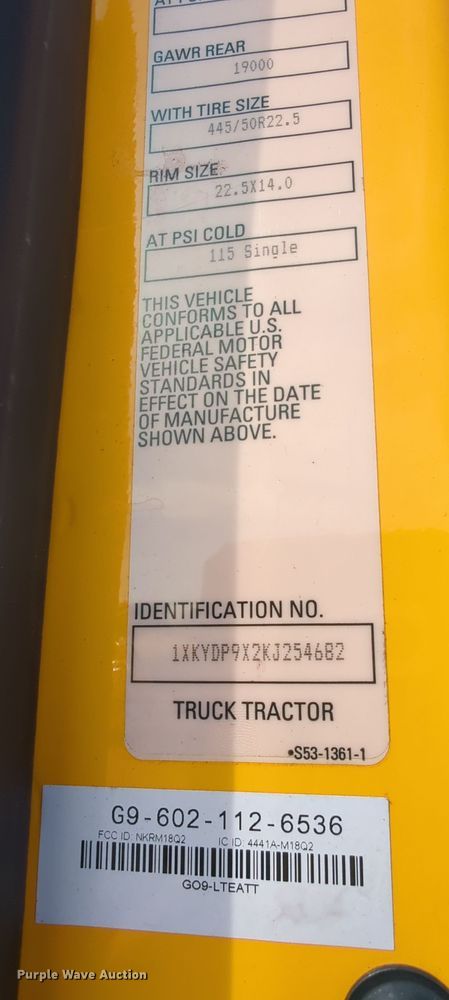 GAWR REAR
19000
WITH TIRE SIZE
445/50R22.5
RIM SIZE
22.5X14.0
AT PSI COLD
115 Single
THIS VEHICLE
CONFORMS TO ALL
APPLICABLE U.S.
FEDERAL MOTOR
VEHICLE SAFETY
STANDARDS IN
EFFECT ON THE DATE
OF MANUFACTURE
SHOWN ABOVE.
IDENTIFICATION NO.
1XKYDP9X2KJ254682
TRUCK TRACTOR
•S53-1361-1
G9-602-112-6536
FCC ID: NKRM18Q2 IC ID: 4441A-M18Q2
GO9-LTEATT
Purple Wave Auction